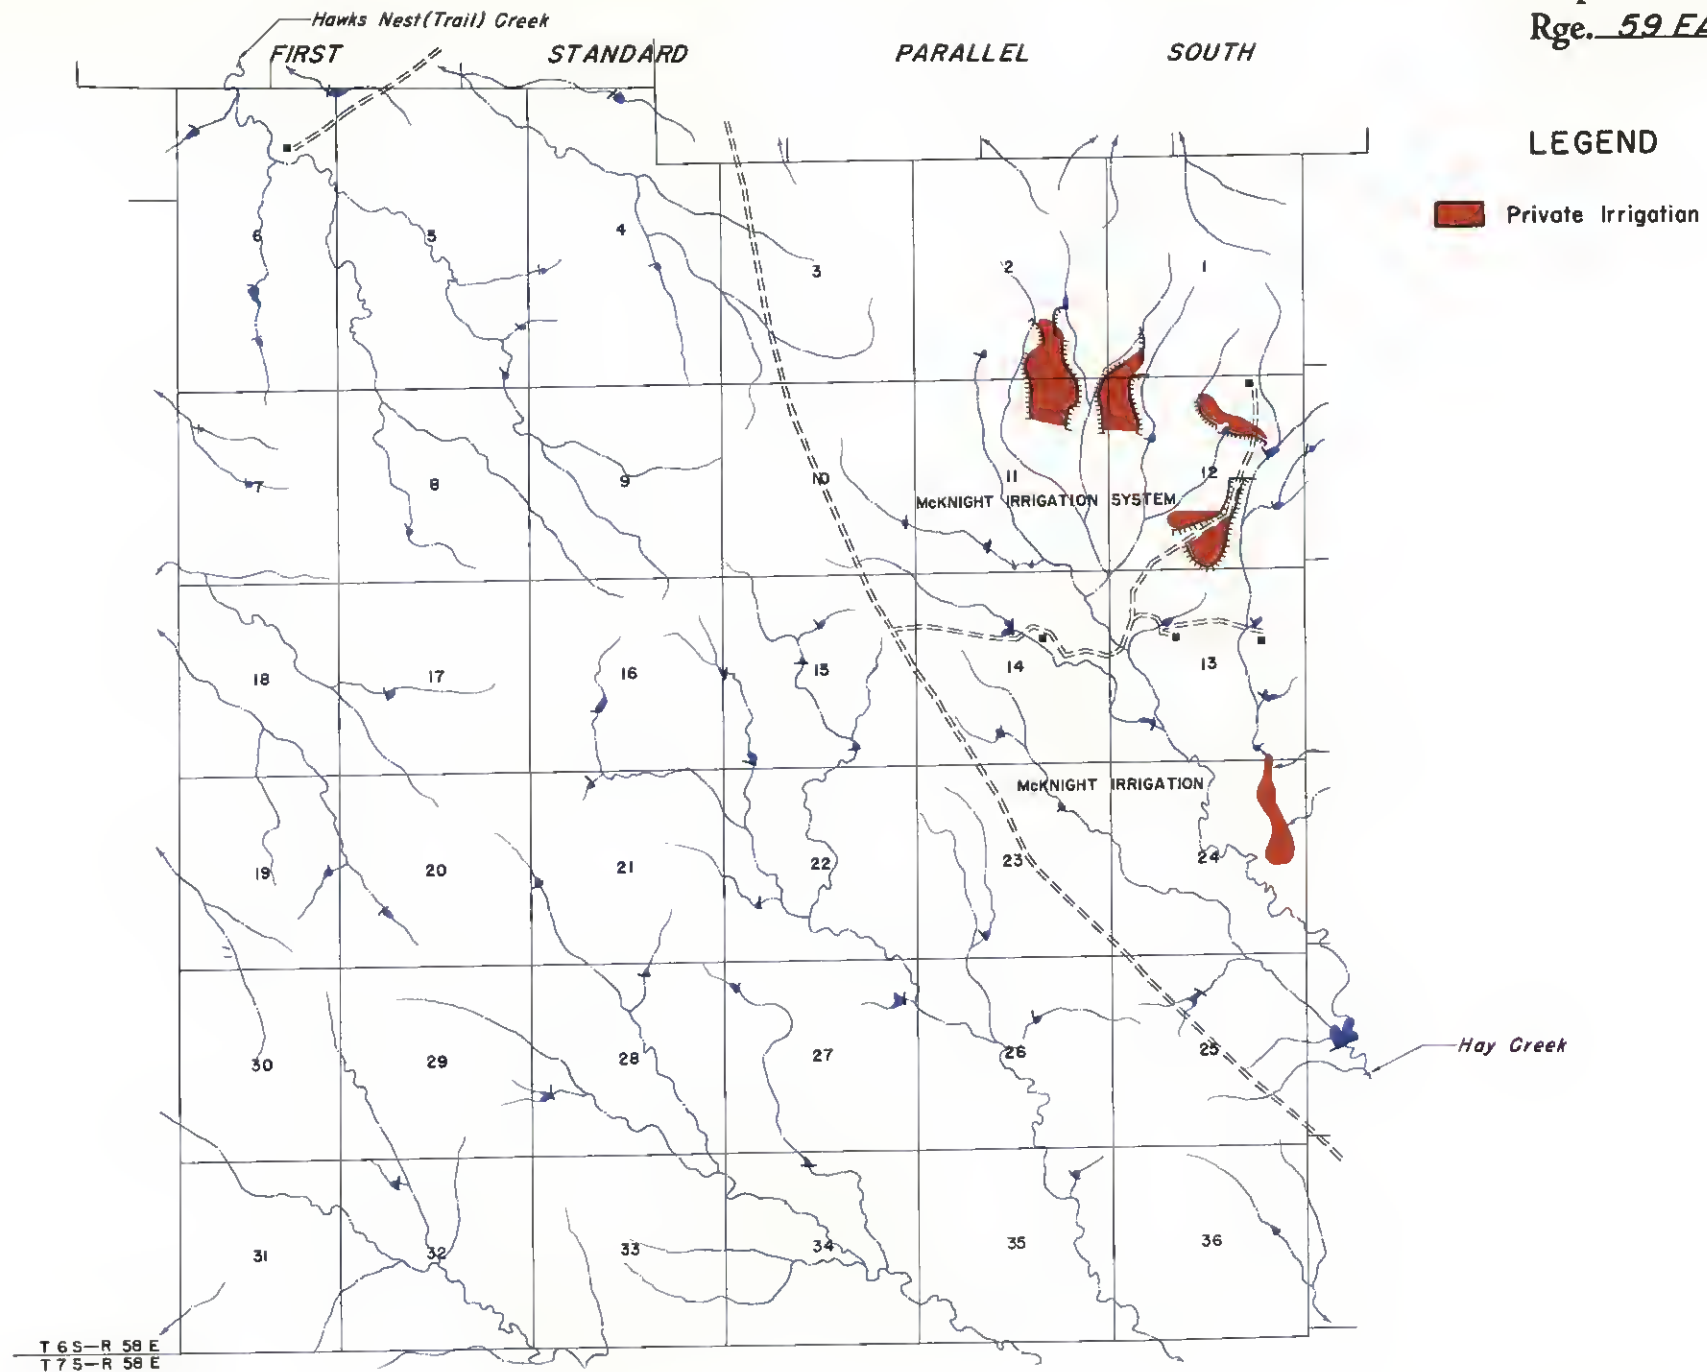 Rge. 59 EA
Hawks Nest (Trail) Creek
FIRST STANDARD PARALLEL SOUTH
LEGEND
Private Irrigation
6 5 4 3 2 1
7 8 9 10 11 12
McKNIGHT IRRIGATION SYSTEM
18 17 16 15 14 13
McKNIGHT IRRIGATION
19 20 21 22 23 24
30 29 28 27 26 25
Hay Creek
31 32 33 34 35 36
T 6 S–R 58 E
T 7 S–R 58 E